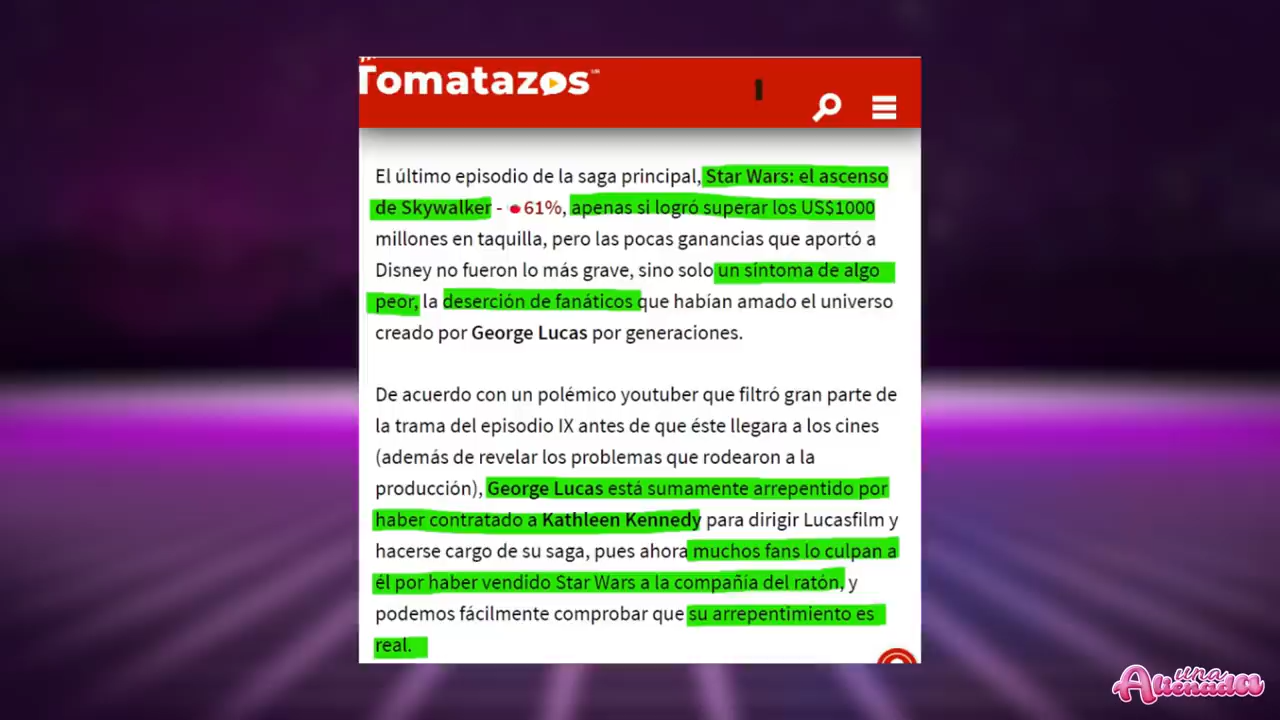 Tomatazos
El último episodio de la saga principal, Star Wars: el ascenso
de Skywalker - 61%, apenas si logró superar los US$1000
millones en taquilla, pero las pocas ganancias que aportó a
Disney no fueron lo más grave, sino solo un síntoma de algo
peor, la deserción de fanáticos que habían amado el universo
creado por George Lucas por generaciones.
De acuerdo con un polémico youtuber que filtró gran parte de
la trama del episodio IX antes de que éste llegara a los cines
(además de revelar los problemas que rodearon a la
producción), George Lucas está sumamente arrepentido por
haber contratado a Kathleen Kennedy para dirigir Lucasfilm y
hacerse cargo de su saga, pues ahora muchos fans lo culpan a
él por haber vendido Star Wars a la compañía del ratón, y
podemos fácilmente comprobar que su arrepentimiento es
real.
una
Alienada